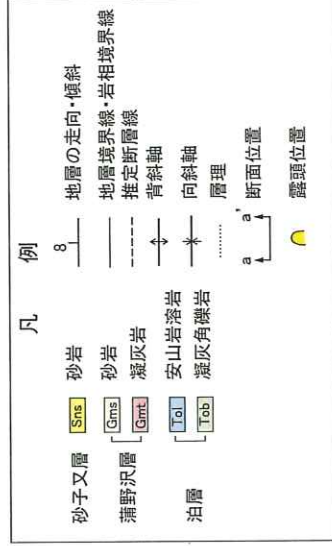 凡例
砂子又層 Sns 砂岩
蒲野沢層 Gms 砂岩
Gmt 凝灰岩
泊層 Tol 安山岩溶岩
Tob 凝灰角礫岩
8 地層の走向・傾斜
地層境界線・岩相境界線
推定断層線
背斜軸
向斜軸
層理
a a' 断面位置
露頭位置